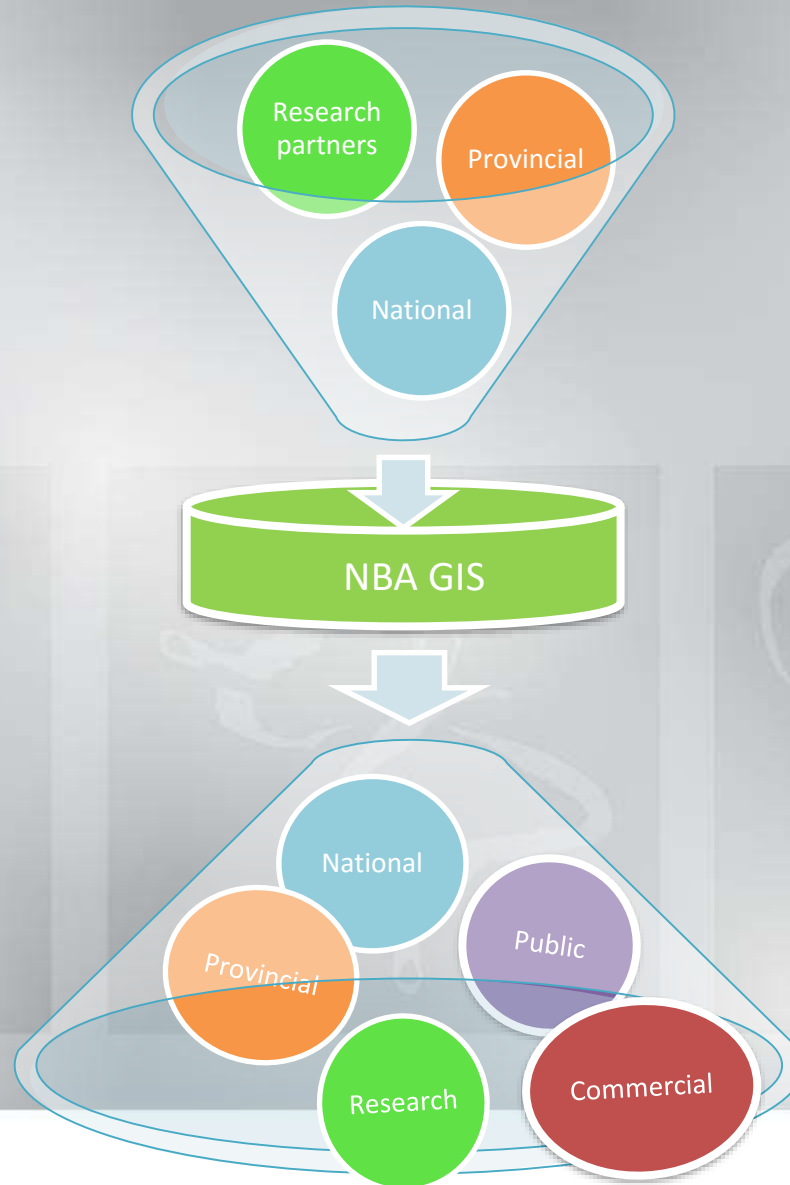 Research
partners
Provincial
National
NBA GIS
National
Public
Provincial
Commercial
Research